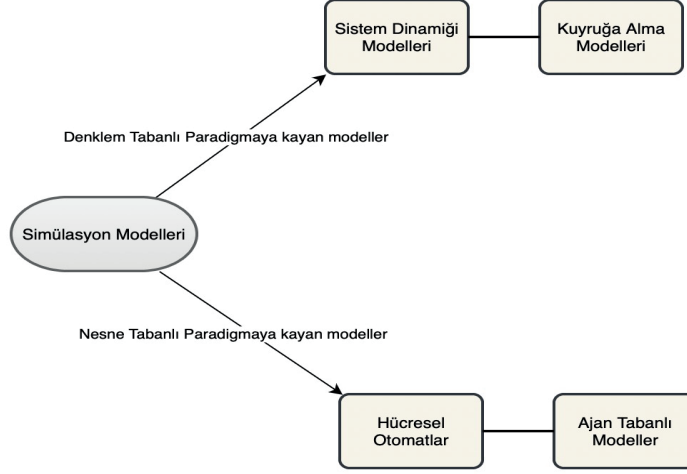 Sistem Dinamiği
Modelleri
Kuyruğa Alma
Modelleri
Denklem Tabanlı Paradigmaya kayan modeller
Simülasyon Modelleri
Nesne Tabanlı Paradigmaya kayan modeller
Hücresel
Otomatlar
Ajan Tabanlı
Modeller